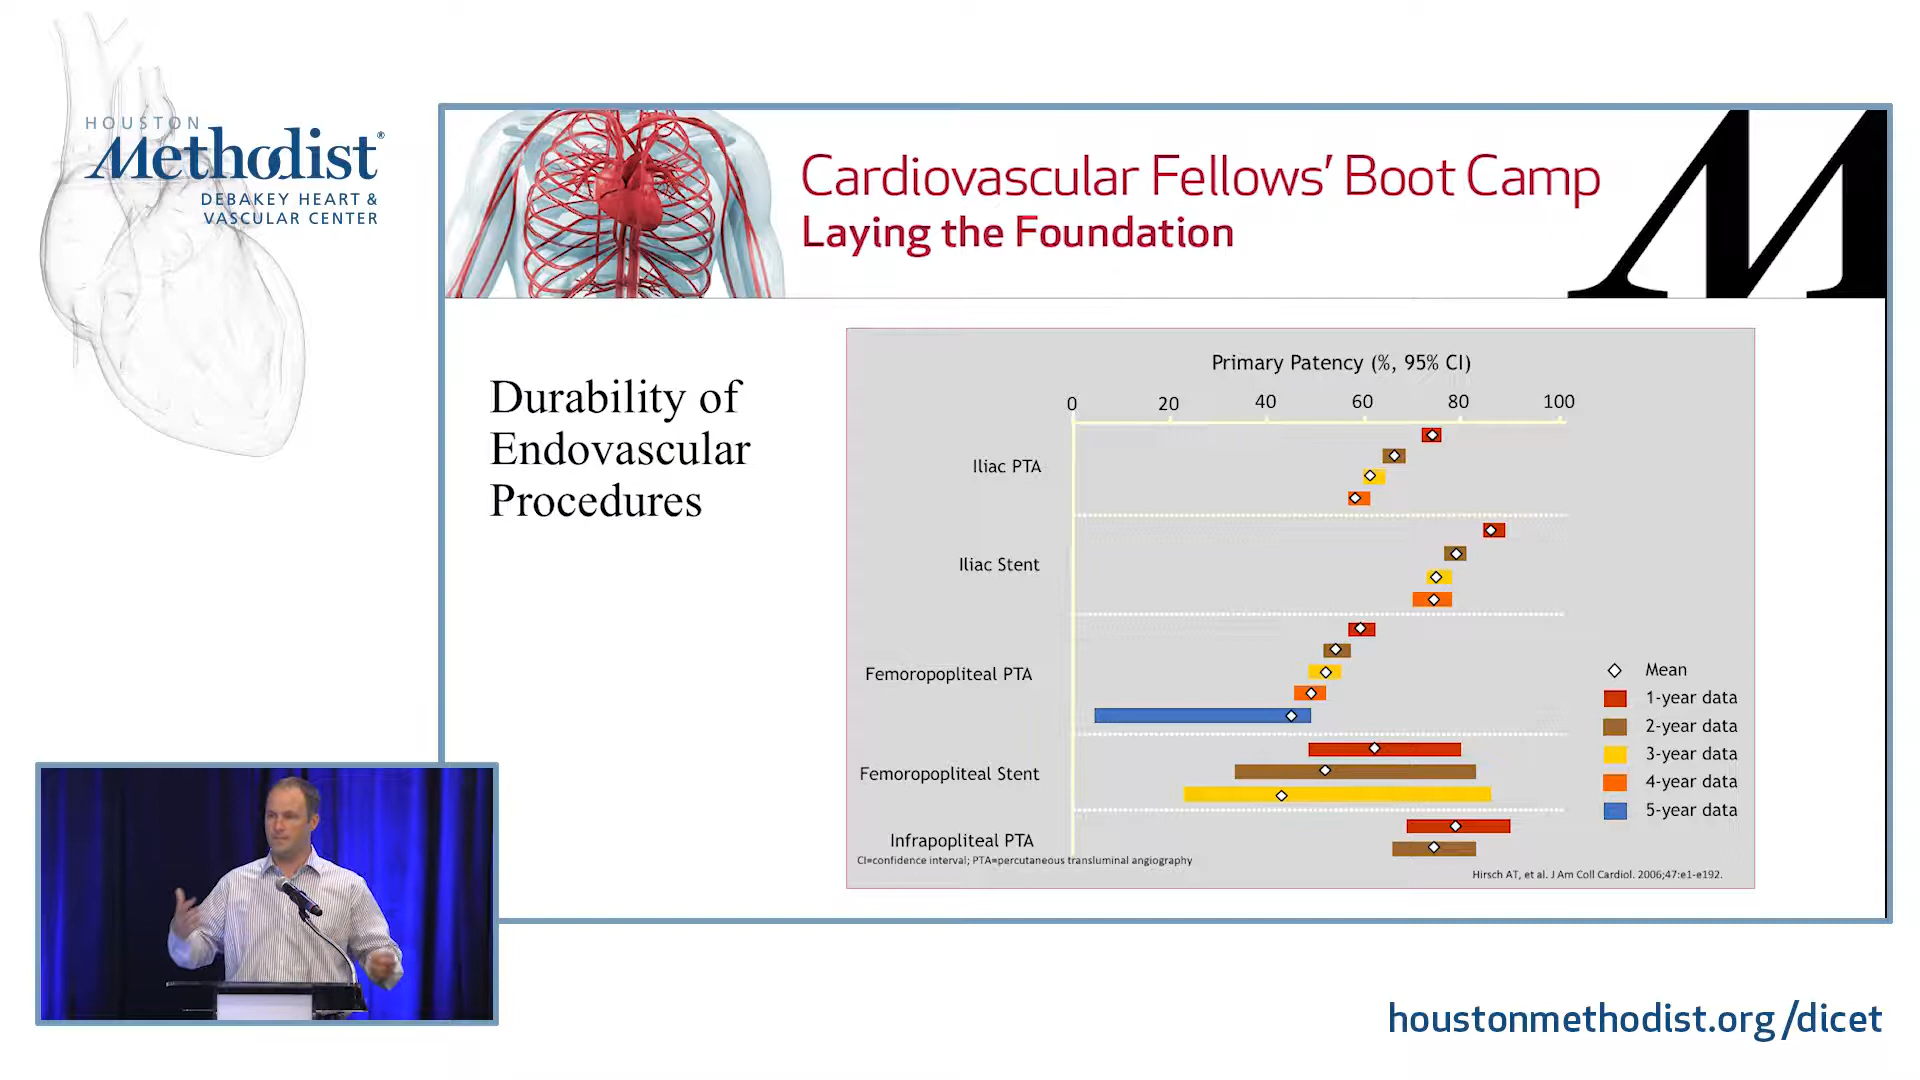 HOUSTON
Methodist®
DEBAKEY HEART &
VASCULAR CENTER
Cardiovascular Fellows' Boot Camp
Laying the Foundation
M
Durability of
Endovascular
Procedures
Primary Patency (%, 95% CI)
0 20 40 60 80 100
Iliac PTA
Iliac Stent
Femoropopliteal PTA
Femoropopliteal Stent
Infrapopliteal PTA
Mean
1-year data
2-year data
3-year data
4-year data
5-year data
CI=confidence interval; PTA=percutaneous transluminal angiography
Hirsch AT, et al. J Am Coll Cardiol. 2006;47:e1-e192.
houstonmethodist.org/dicet